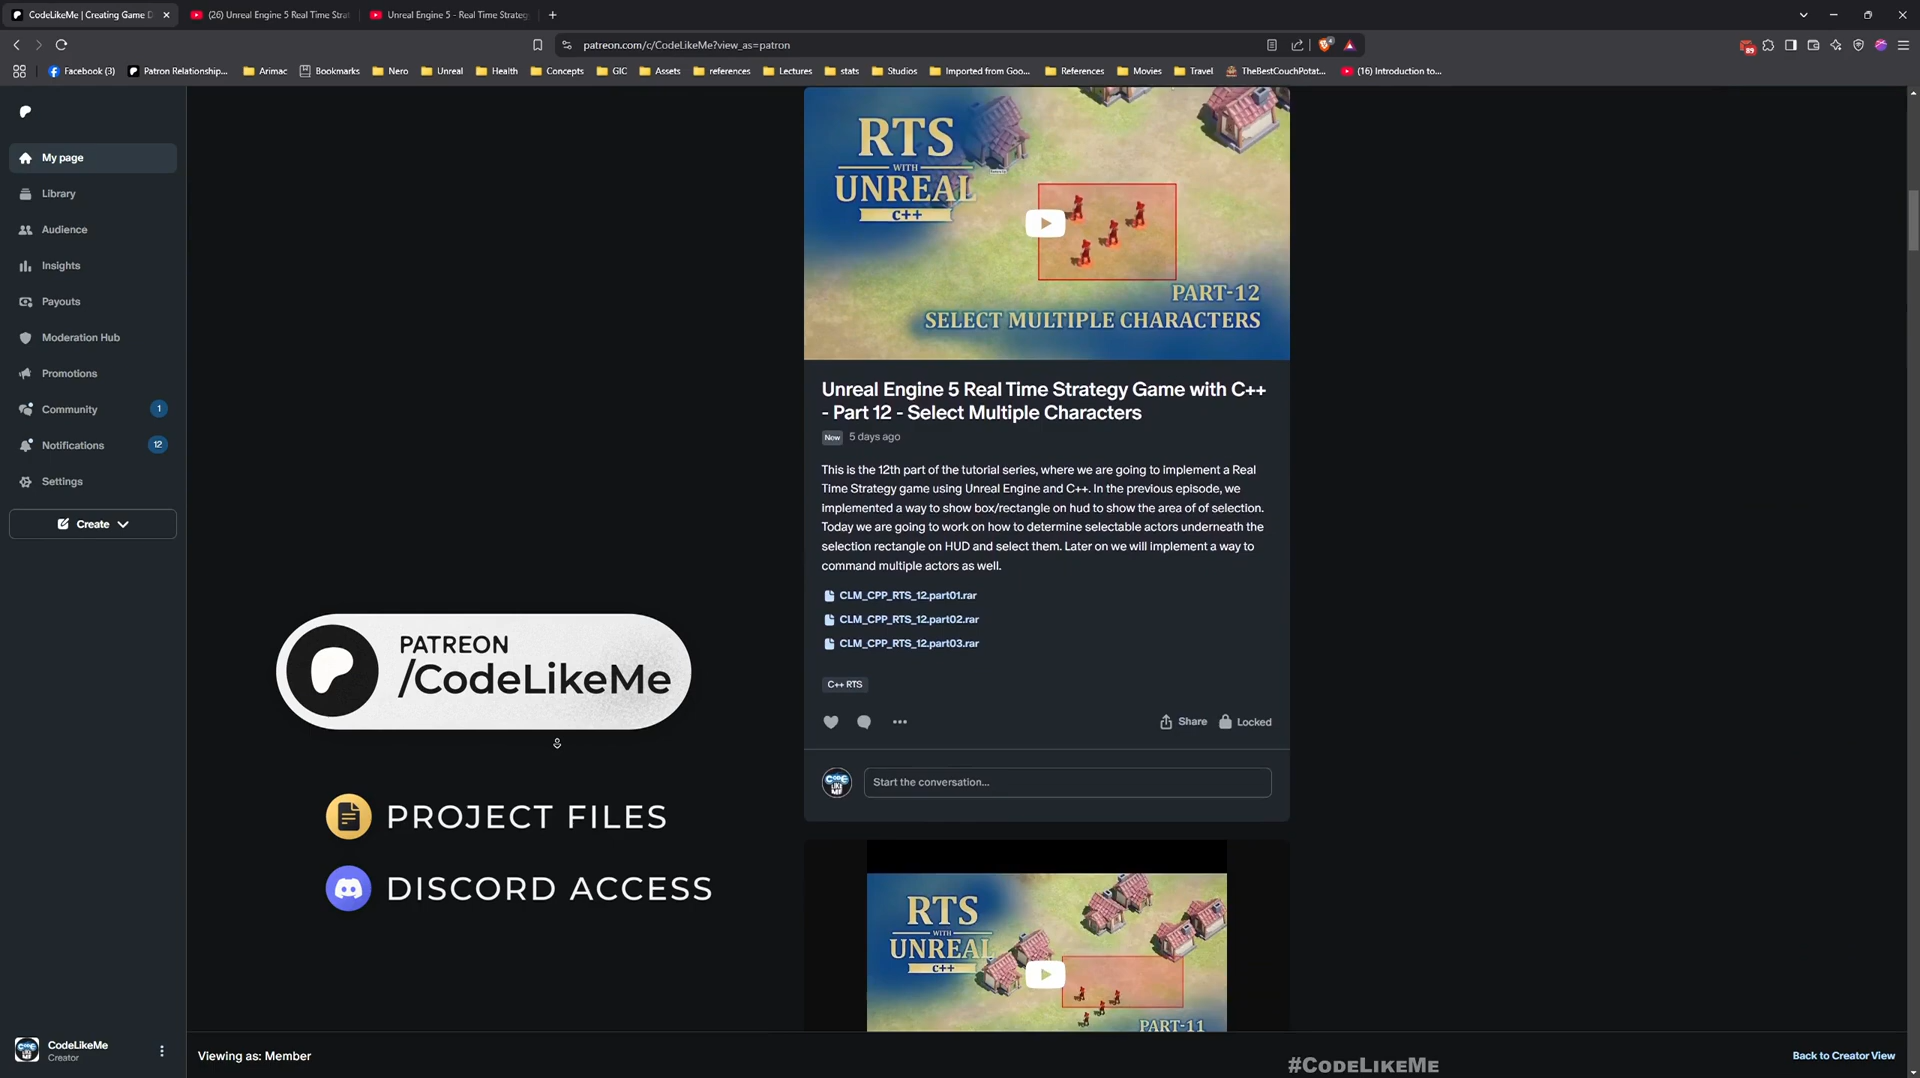 CodeLikeMe | Creating Game D
(26) Unreal Engine 5 Real Time Strat
Unreal Engine 5 - Real Time Strateg
patreon.com/c/CodeLikeMe?view_as=patron
89
Facebook (3)
Patron Relationship...
Arimac
Bookmarks
Nero
Unreal
Health
Concepts
GIC
Assets
references
Lectures
stats
Studios
Imported from Goo...
References
Movies
Travel
TheBestCouchPotat...
(16) Introduction to...
My page
Library
Audience
Insights
Payouts
Moderation Hub
Promotions
Community 1
Notifications 12
Settings
Create
RTS
WITH
UNREAL
C++
PART-12
SELECT MULTIPLE CHARACTERS
Unreal Engine 5 Real Time Strategy Game with C++
- Part 12 - Select Multiple Characters
New 5 days ago
This is the 12th part of the tutorial series, where we are going to implement a Real
Time Strategy game using Unreal Engine and C++. In the previous episode, we
implemented a way to show box/rectangle on hud to show the area of of selection.
Today we are going to work on how to determine selectable actors underneath the
selection rectangle on HUD and select them. Later on we will implement a way to
command multiple actors as well.
CLM_CPP_RTS_12.part01.rar
CLM_CPP_RTS_12.part02.rar
CLM_CPP_RTS_12.part03.rar
C++ RTS
Share
Locked
CODE
LIKE
ME
Start the conversation...
PATREON
/CodeLikeMe
PROJECT FILES
DISCORD ACCESS
RTS
WITH
UNREAL
C++
PART-11
CodeLikeMe
Creator
Viewing as: Member
Back to Creator View
#CodeLikeMe